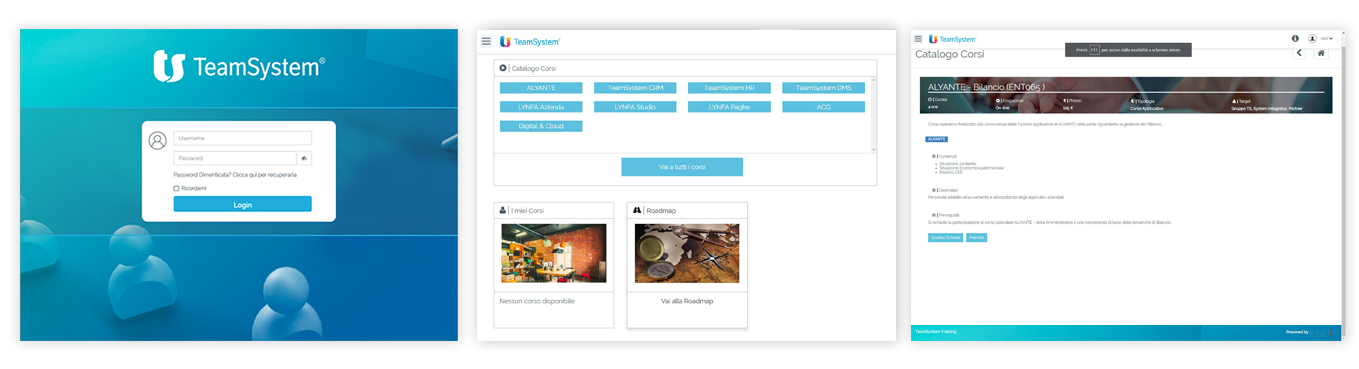 TeamSystem®
Username
Password
Password Dimenticata? Clicca qui per recuperarla
Ricordami
Login
TeamSystem®
Catalogo Corsi
ALYANTE TeamSystem CRM TeamSystem HR TeamSystem DMS
LYNFA Azienda LYNFA Studio LYNFA Paghe ACG
Digital & Cloud
Vai a tutti i corsi
I miei Corsi
Nessun corso disponibile
Roadmap
Vai alla Roadmap
TeamSystem®
Catalogo Corsi
Premi F11 per uscire dalla modalità a schermo intero
ALYANTE - Bilancio (ENT065 )
Durata Erogazione Prezzo Tipologia Target
4 ore On-line 125 € Corso Applicativo Gruppo TS, System Integrator, Partner
Corso operativo finalizzato alla conoscenza delle funzioni applicative di ALYANTE nella parte riguardante la gestione del Bilancio.
ALYANTE
Contenuti
Situazione contabile
Situazione Economico patrimoniale
Bilancio CEE
Destinatari
Personale addetto all'avviamento e all'assistenza degli applicativi aziendali.
Prerequisiti
Si richiede la partecipazione al corso aziendale ALYANTE - Area Amministrativa e una conoscenza di base delle tematiche di Bilancio.
Scarica Scheda Prenota
TeamSystem Training
Powered by